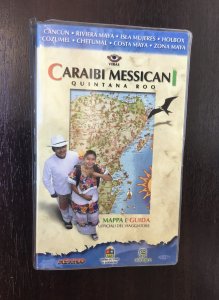 CANCUN • RIVIERA MAYA • ISLA MUJERES • HOLBOX
COZUMEL • CHETUMAL • COSTA MAYA • ZONA MAYA
CARAIBI MESSICANI
QUINTANA ROO
MAPPA E GUIDA
UFFICIALI DEL VIAGGIATORE